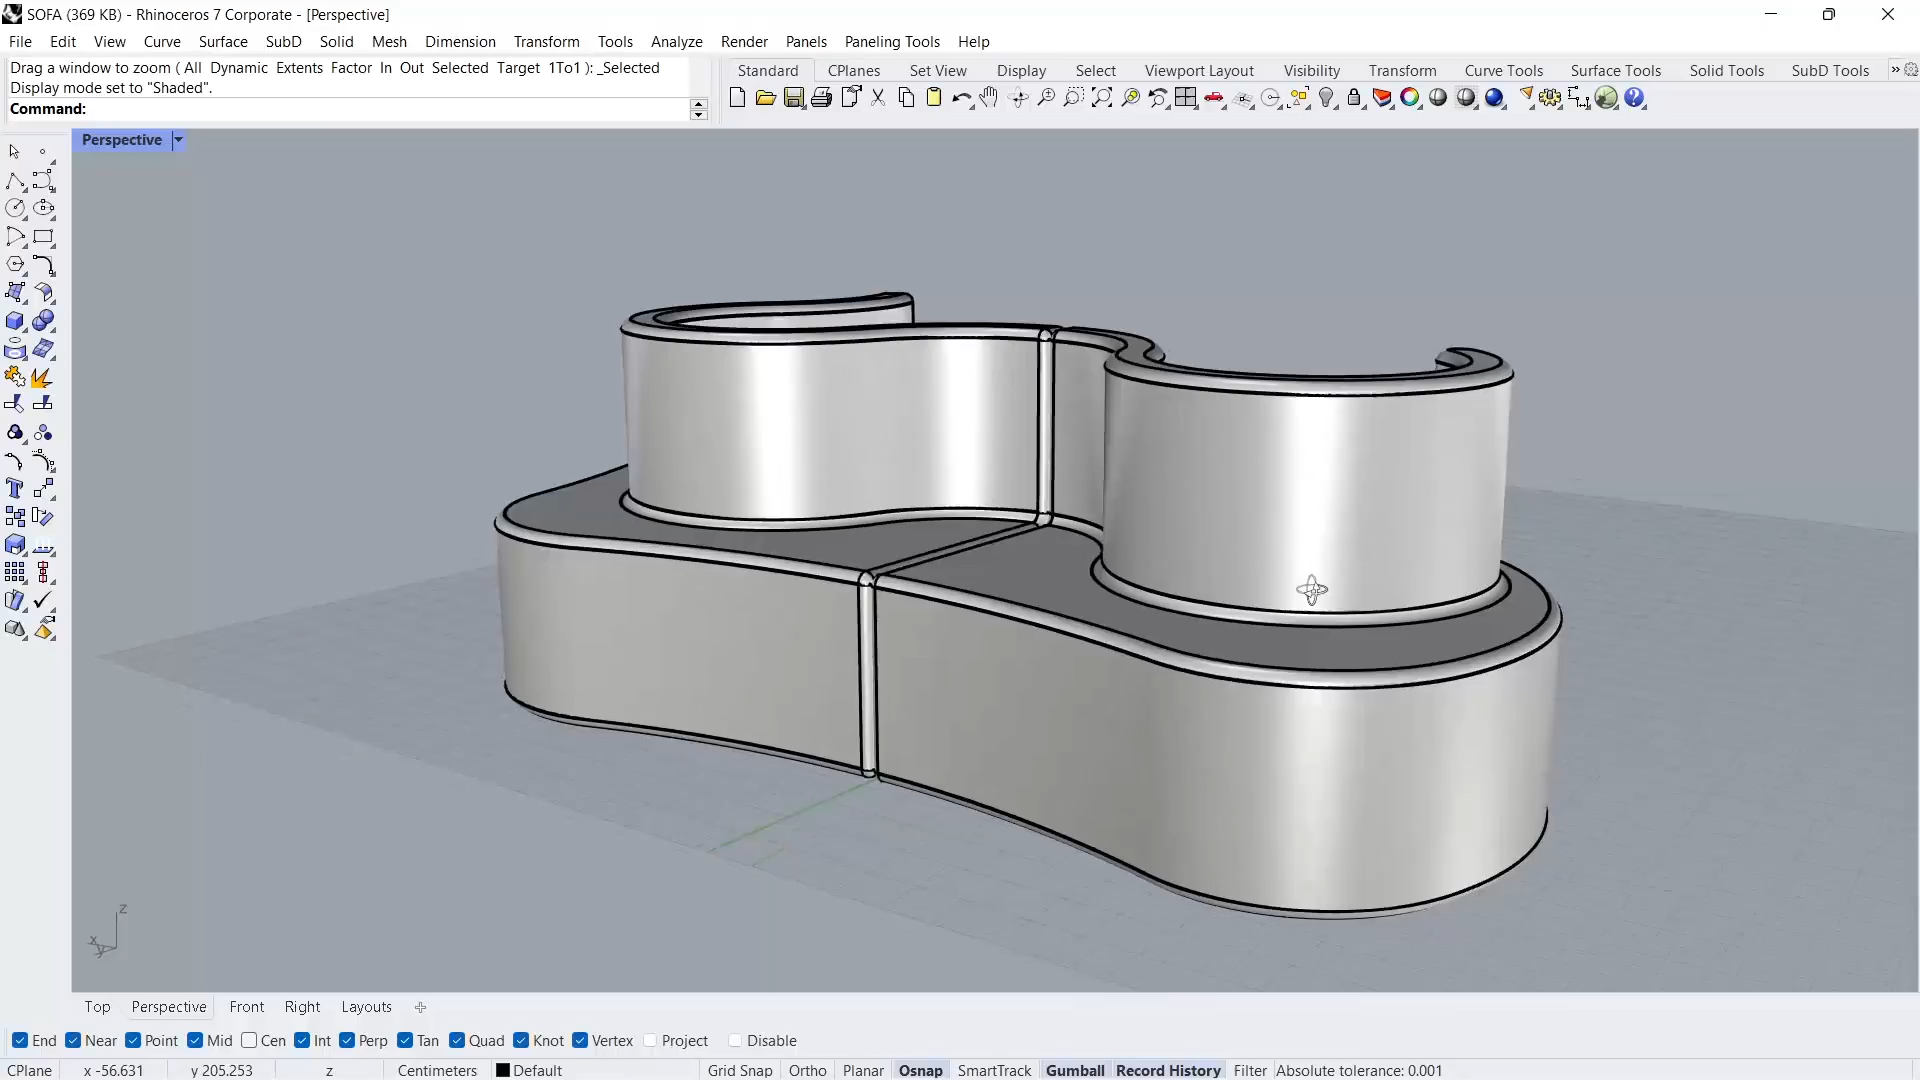 SOFA (369 KB) - Rhinoceros 7 Corporate - [Perspective]
File Edit View Curve Surface SubD Solid Mesh Dimension Transform Tools Analyze Render Panels Paneling Tools Help
Drag a window to zoom ( All Dynamic Extents Factor In Out Selected Target 1To1 ): _Selected
Display mode set to "Shaded".
Command:
Standard CPlanes Set View Display Select Viewport Layout Visibility Transform Curve Tools Surface Tools Solid Tools SubD Tools »
Perspective
z
x
y
Top Perspective Front Right Layouts
End Near Point Mid Cen Int Perp Tan Quad Knot Vertex Project Disable
CPlane x -56.631 y 205.253 z Centimeters Default Grid Snap Ortho Planar Osnap SmartTrack Gumball Record History Filter Absolute tolerance: 0.001